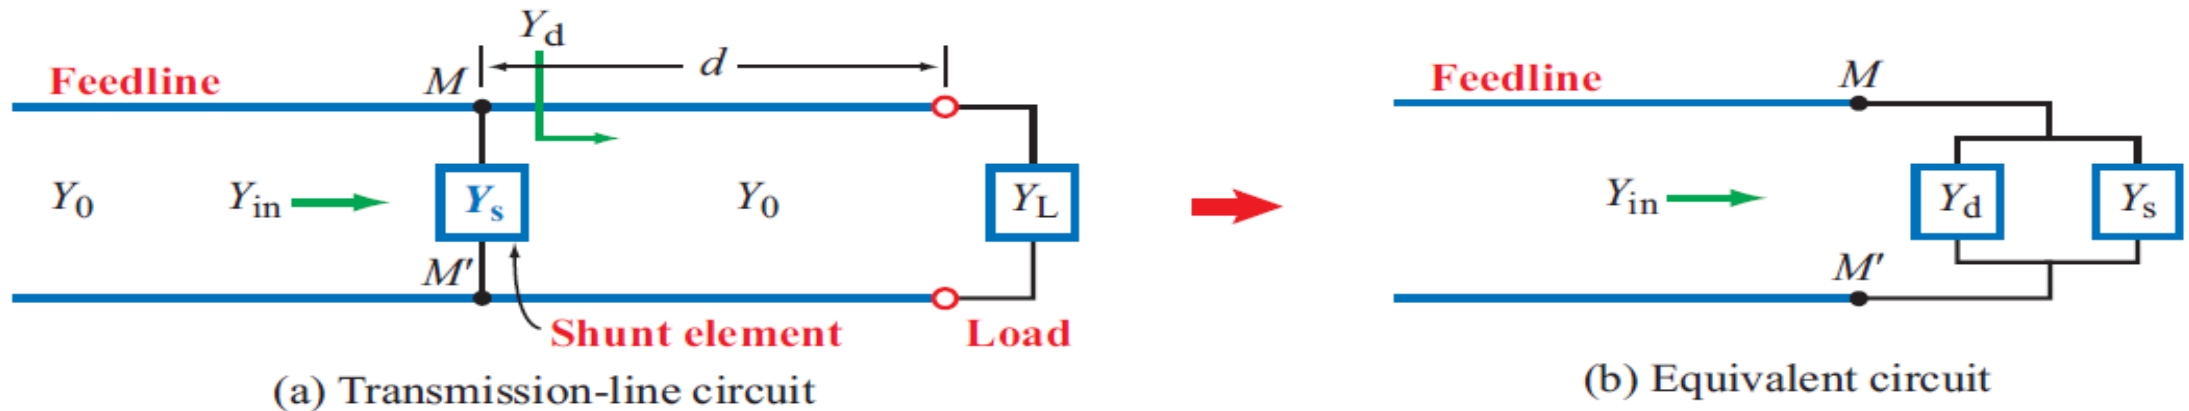 Y_d
d
Feedline
M
Y_0
Y_in
Y_s
Y_0
Y_L
M′
Shunt element
Load
(a) Transmission-line circuit
Feedline
M
Y_in
Y_d
Y_s
M′
(b) Equivalent circuit